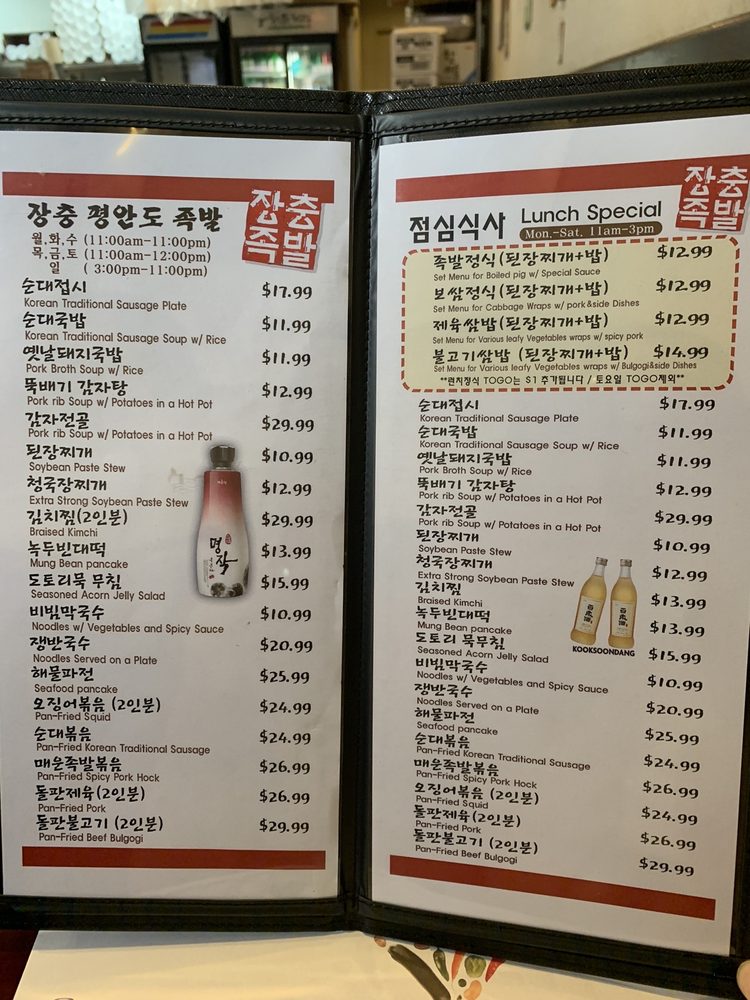 장충 평안도 족발
장충
족발
월,화,수 (11:00am-11:00pm)
목,금,토 (11:00am-12:00pm)
일 ( 3:00pm-11:00pm)
순대접시 $17.99
Korean Traditional Sausage Plate
순대국밥 $11.99
Korean Traditional Sausage Soup w/ Rice
옛날돼지국밥 $11.99
Pork Broth Soup w/ Rice
뚝배기 감자탕 $12.99
Pork rib Soup w/ Potatoes in a Hot Pot
감자전골 $29.99
Pork rib Soup w/ Potatoes in a Hot Pot
된장찌개 $10.99
Soybean Paste Stew
청국장찌개 $12.99
Extra Strong Soybean Paste Stew
김치찜(2인분) $29.99
Braised Kimchi
녹두빈대떡 $13.99
Mung Bean pancake
도토리묵 무침 $15.99
Seasoned Acorn Jelly Salad
비빔막국수 $10.99
Noodles w/ Vegetables and Spicy Sauce
쟁반국수 $20.99
Noodles Served on a Plate
해물파전 $25.99
Seafood pancake
오징어볶음 (2인분) $24.99
Pan-Fried Squid
순대볶음 $24.99
Pan-Fried Korean Traditional Sausage
매운족발볶음 $26.99
Pan-Fried Spicy Pork Hock
돌판제육(2인분) $26.99
Pan-Fried Pork
돌판불고기 (2인분) $29.99
Pan-Fried Beef Bulgogi
명작
장충
족발
점심식사 Lunch Special
Mon.-Sat. 11am-3pm
족발정식(된장찌개+밥) $12.99
Set Menu for Boiled pig w/ Special Sauce
보쌈정식(된장찌개+밥) $12.99
Set Menu for Cabbage Wraps w/ pork&side Dishes
제육쌈밥(된장찌개+밥) $12.99
Set Menu for Various leafy Vegetables wraps w/ spicy pork
불고기쌈밥 (된장찌개+밥) $14.99
Set Menu for Various leafy Vegetables wraps w/ Bulgogi&side Dishes
**런치정식 TOGO는 $1 추가됩니다 / 토요일 TOGO제외**
순대접시 $17.99
Korean Traditional Sausage Plate
순대국밥 $11.99
Korean Traditional Sausage Soup w/ Rice
옛날돼지국밥 $11.99
Pork Broth Soup w/ Rice
뚝배기 감자탕 $12.99
Pork rib Soup w/ Potatoes in a Hot Pot
감자전골 $29.99
Pork rib Soup w/ Potatoes in a Hot Pot
된장찌개 $10.99
Soybean Paste Stew
청국장찌개 $12.99
Extra Strong Soybean Paste Stew
김치찜 $13.99
Braised Kimchi
녹두빈대떡 $13.99
Mung Bean pancake
도토리 묵무침 $15.99
Seasoned Acorn Jelly Salad
비빔막국수 $10.99
Noodles w/ Vegetables and Spicy Sauce
쟁반국수 $20.99
Noodles Served on a Plate
해물파전 $25.99
Seafood pancake
순대볶음 $24.99
Pan-Fried Korean Traditional Sausage
매운족발볶음 $26.99
Pan-Fried Spicy Pork Hock
오징어볶음 (2인분) $24.99
Pan-Fried Squid
돌판제육(2인분) $26.99
Pan-Fried Pork
돌판불고기 (2인분) $29.99
Pan-Fried Beef Bulgogi
KOOKSOONDANG